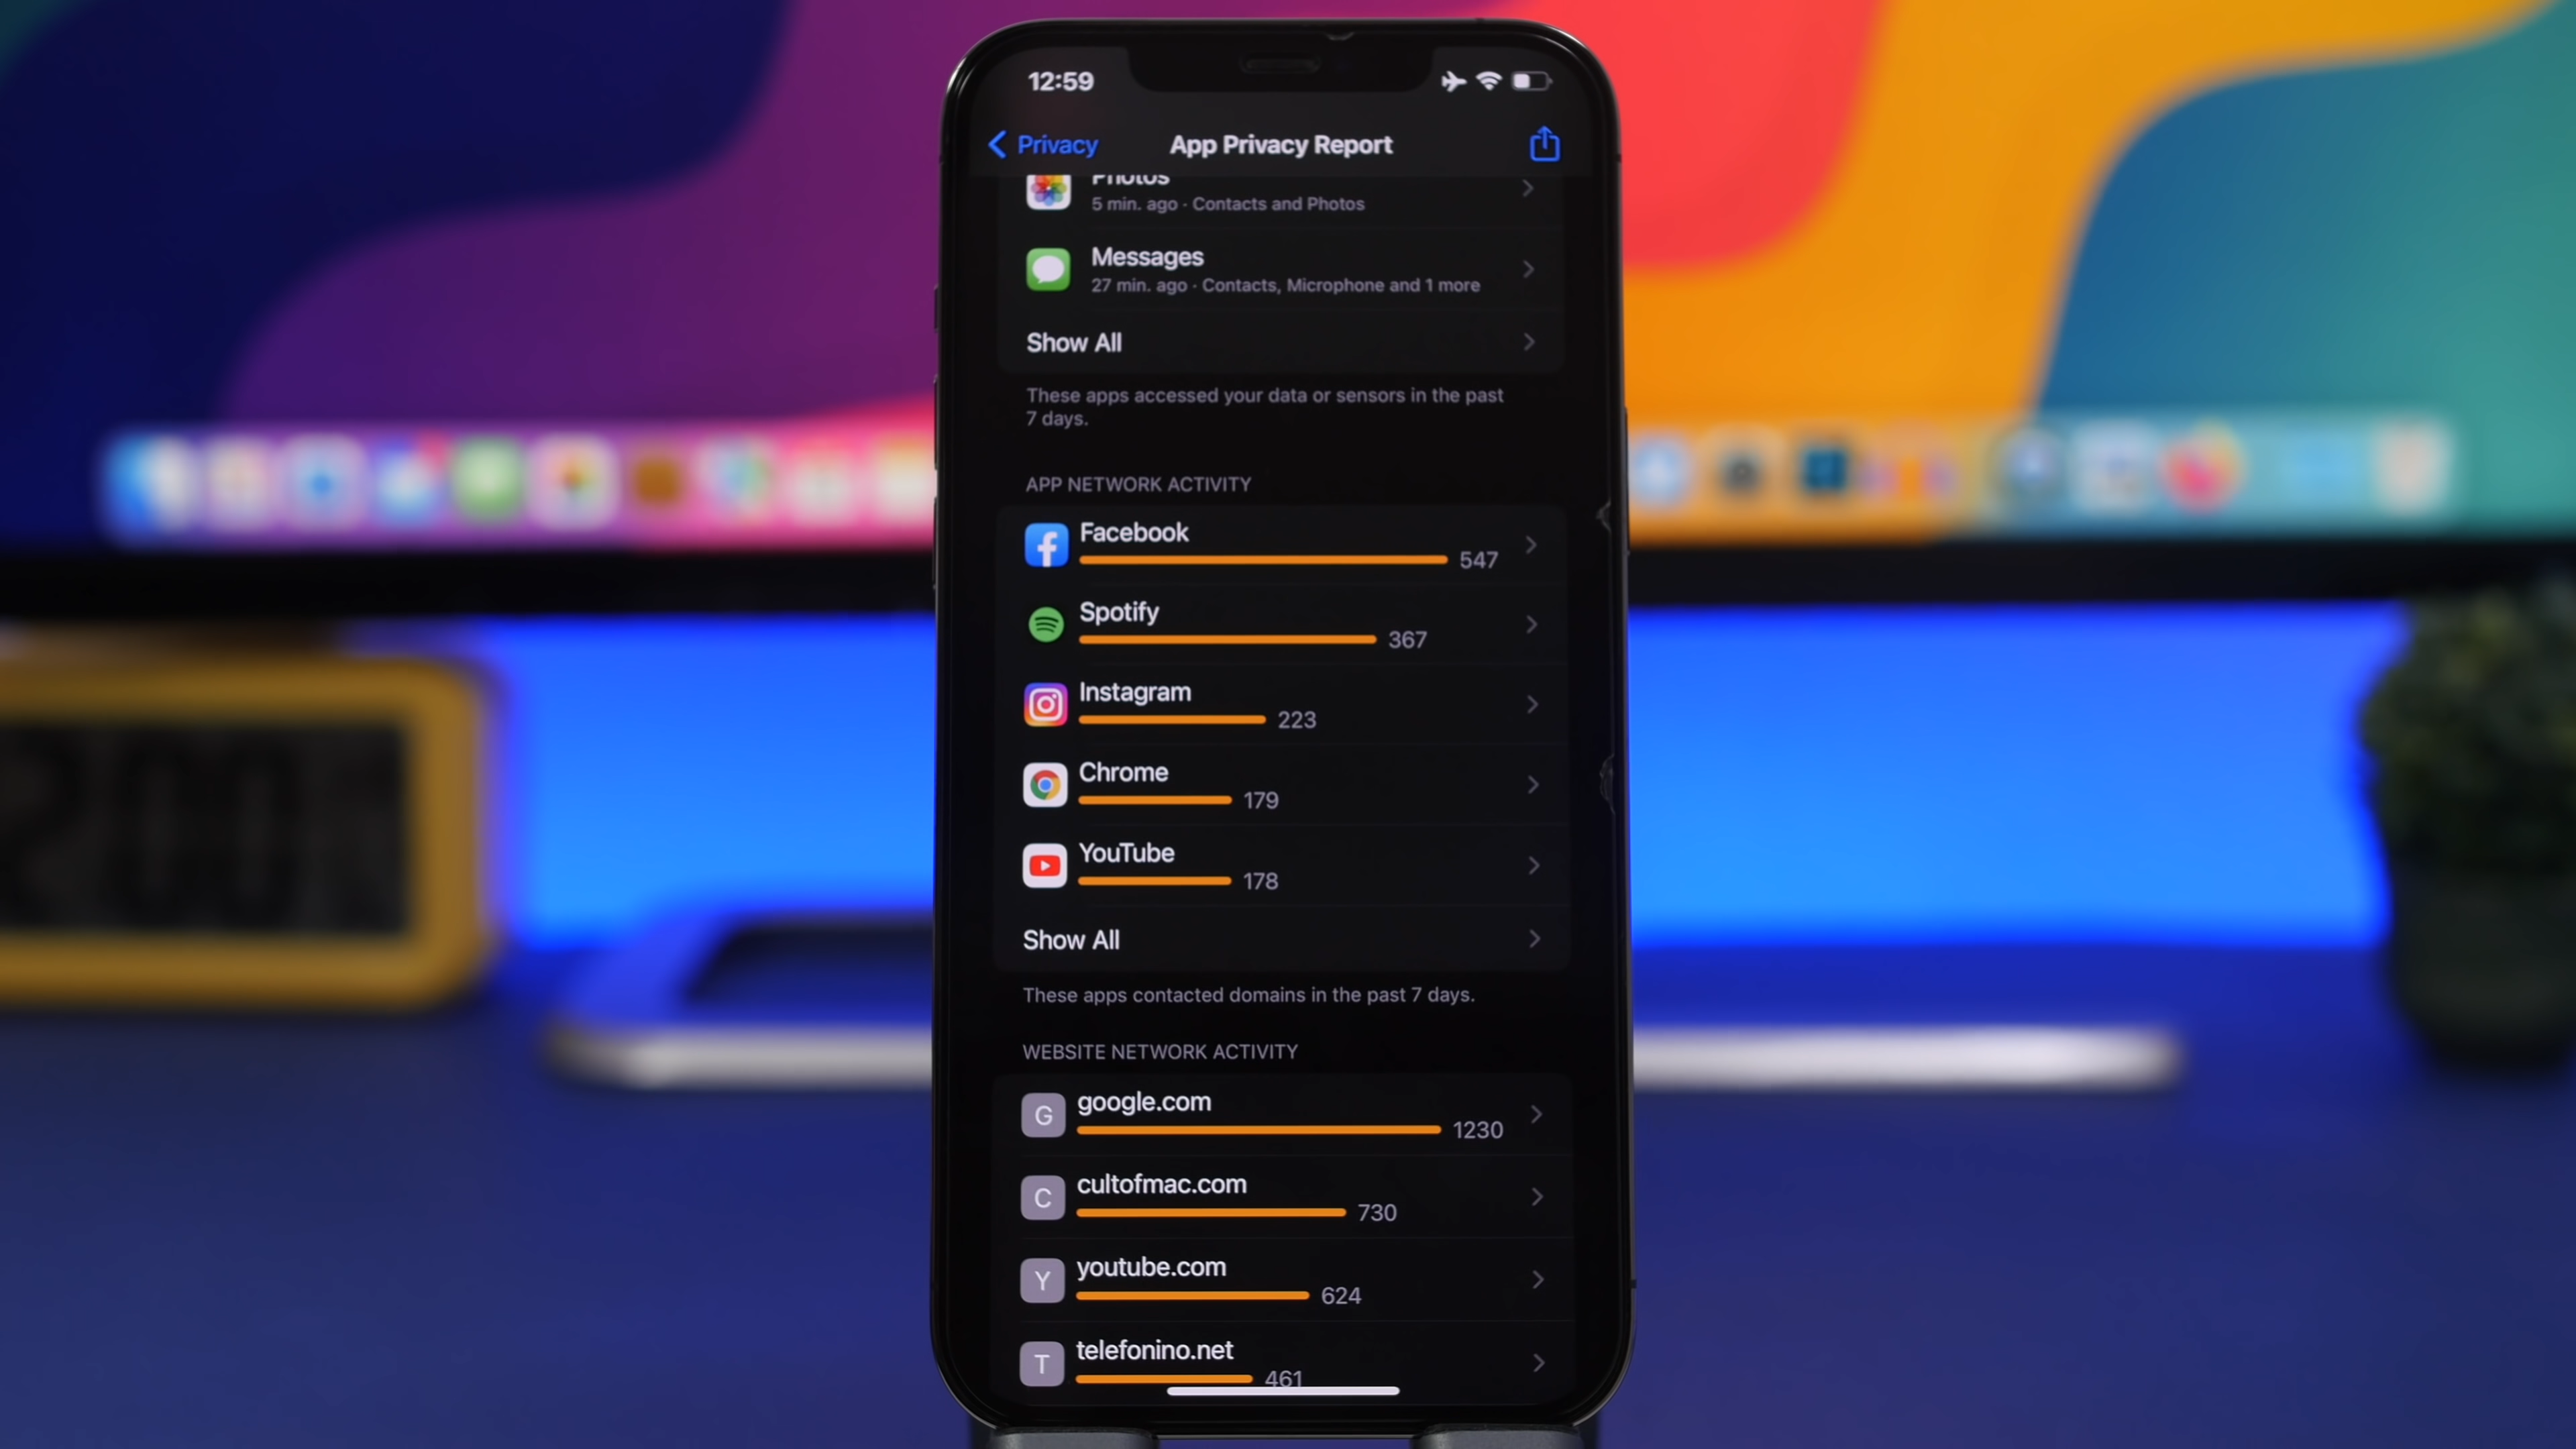 12:59
Privacy
App Privacy Report
Photos
5 min. ago · Contacts and Photos
Messages
27 min. ago · Contacts, Microphone and 1 more
Show All
These apps accessed your data or sensors in the past
7 days.
APP NETWORK ACTIVITY
Facebook
547
Spotify
367
Instagram
223
Chrome
179
YouTube
178
Show All
These apps contacted domains in the past 7 days.
WEBSITE NETWORK ACTIVITY
G
google.com
1230
C
cultofmac.com
730
Y
youtube.com
624
T
telefonino.net
461